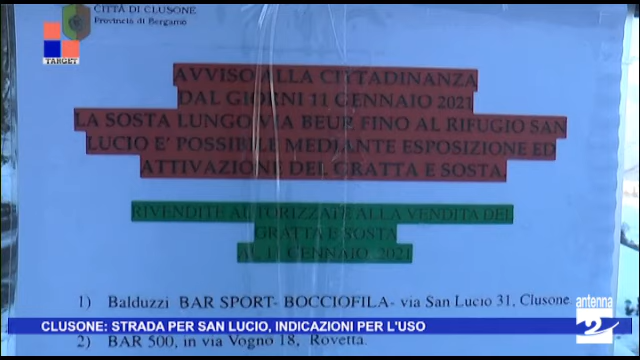 CITTÀ DI CLUSONE
Provincia di Bergamo
TARGET
AVVISO ALLA CITTADINANZA
DAL GIORNI 11 GENNAIO 2021
LA SOSTA LUNGO VIA BEUR FINO AL RIFUGIO SAN
LUCIO E' POSSIBILE MEDIANTE ESPOSIZIONE ED
ATTIVAZIONE DEL GRATTA E SOSTA.
RIVENDITE AUTORIZZATE ALLA VENDITA DEL
GRATTA E SOSTA
AL 11 GENNAIO 2021
1) Balduzzi BAR SPORT- BOCCIOFILA- via San Lucio 31, Clusone.
CLUSONE: STRADA PER SAN LUCIO, INDICAZIONI PER L'USO
antenna
2
2) BAR 500, in via Vogno 18, Rovetta.